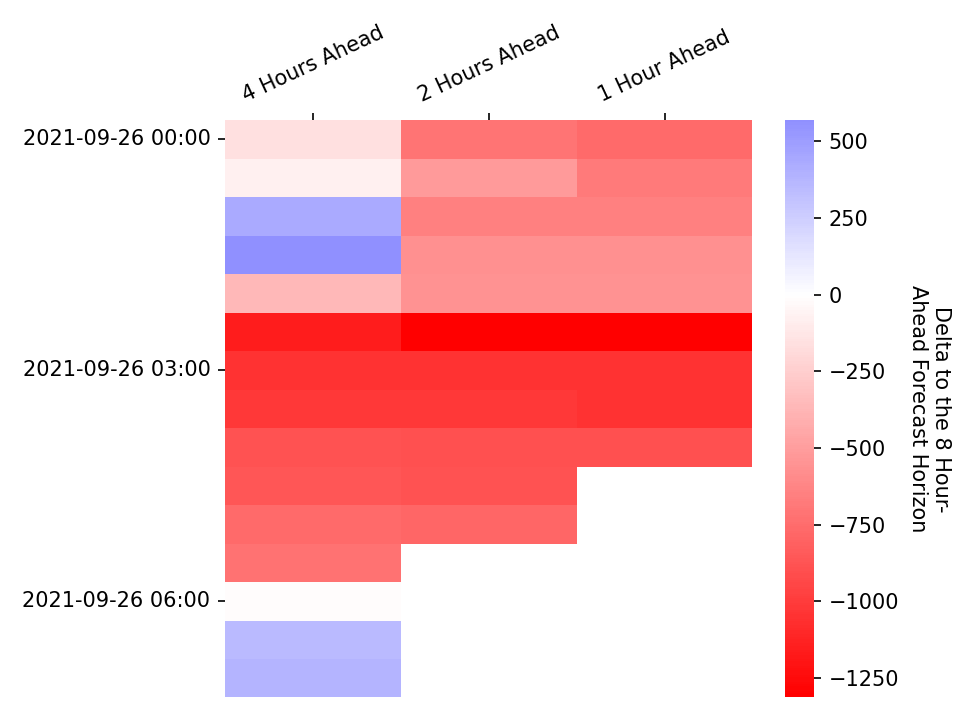 4 Hours Ahead
2 Hours Ahead
1 Hour Ahead
2021-09-26 00:00
2021-09-26 03:00
2021-09-26 06:00
500
250
0
−250
−500
−750
−1000
−1250
Delta to the 8 Hour-
Ahead Forecast Horizon